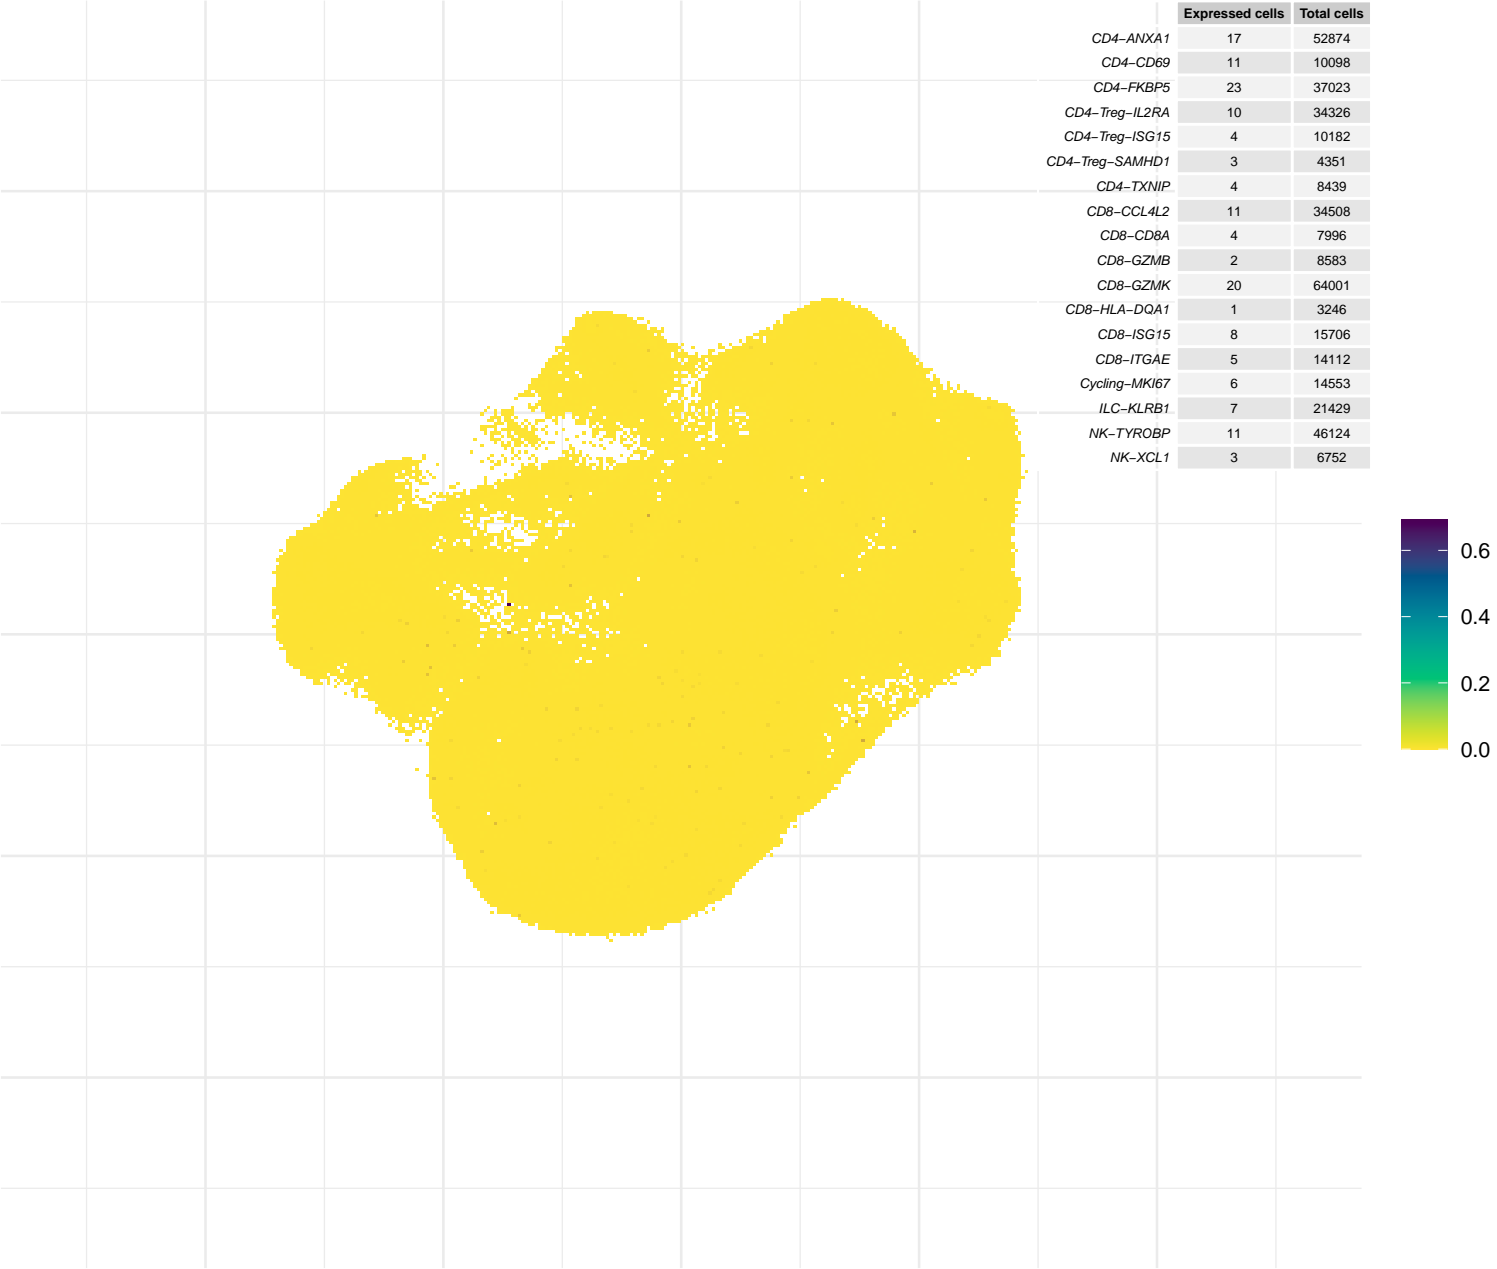 Expressed cells Total cells
CD4−ANXA1 17 52874
CD4−CD69 11 10098
CD4−FKBP5 23 37023
CD4−Treg−IL2RA 10 34326
CD4−Treg−ISG15 4 10182
CD4−Treg−SAMHD1 3 4351
CD4−TXNIP 4 8439
CD8−CCL4L2 11 34508
CD8−CD8A 4 7996
CD8−GZMB 2 8583
CD8−GZMK 20 64001
CD8−HLA−DQA1 1 3246
CD8−ISG15 8 15706
CD8−ITGAE 5 14112
Cycling−MKI67 6 14553
ILC−KLRB1 7 21429
NK−TYROBP 11 46124
NK−XCL1 3 6752
0.6
0.4
0.2
0.0